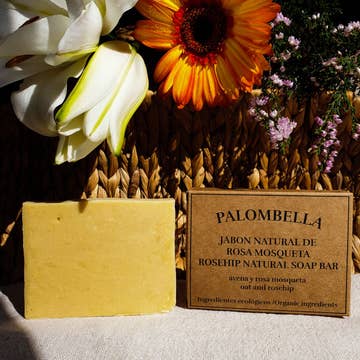 PALOMBELLA
JABON NATURAL DE
ROSA MOSQUETA
ROSEHIP NATURAL SOAP BAR
avena y rosa mosqueta
oat and rosehip
Ingredientes ecológicos /Organic ingredients